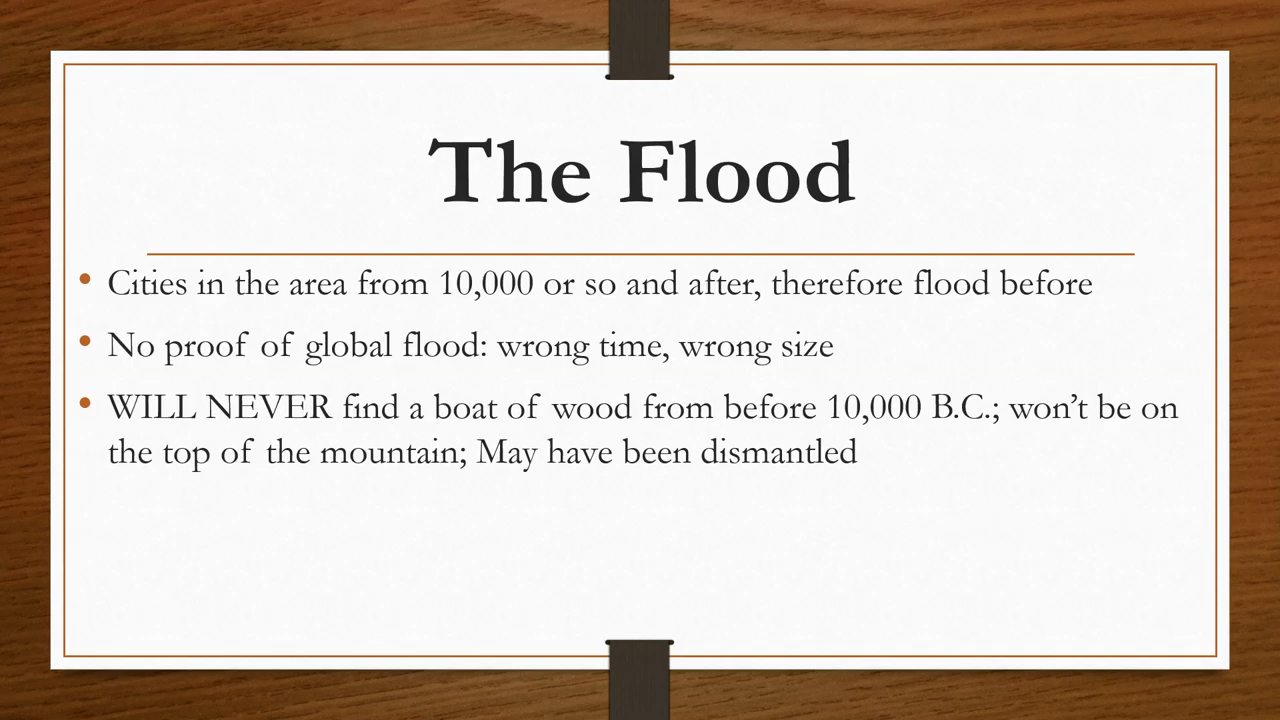 The Flood
• Cities in the area from 10,000 or so and after, therefore flood before
• No proof of global flood: wrong time, wrong size
• WILL NEVER find a boat of wood from before 10,000 B.C.; won’t be on
the top of the mountain; May have been dismantled